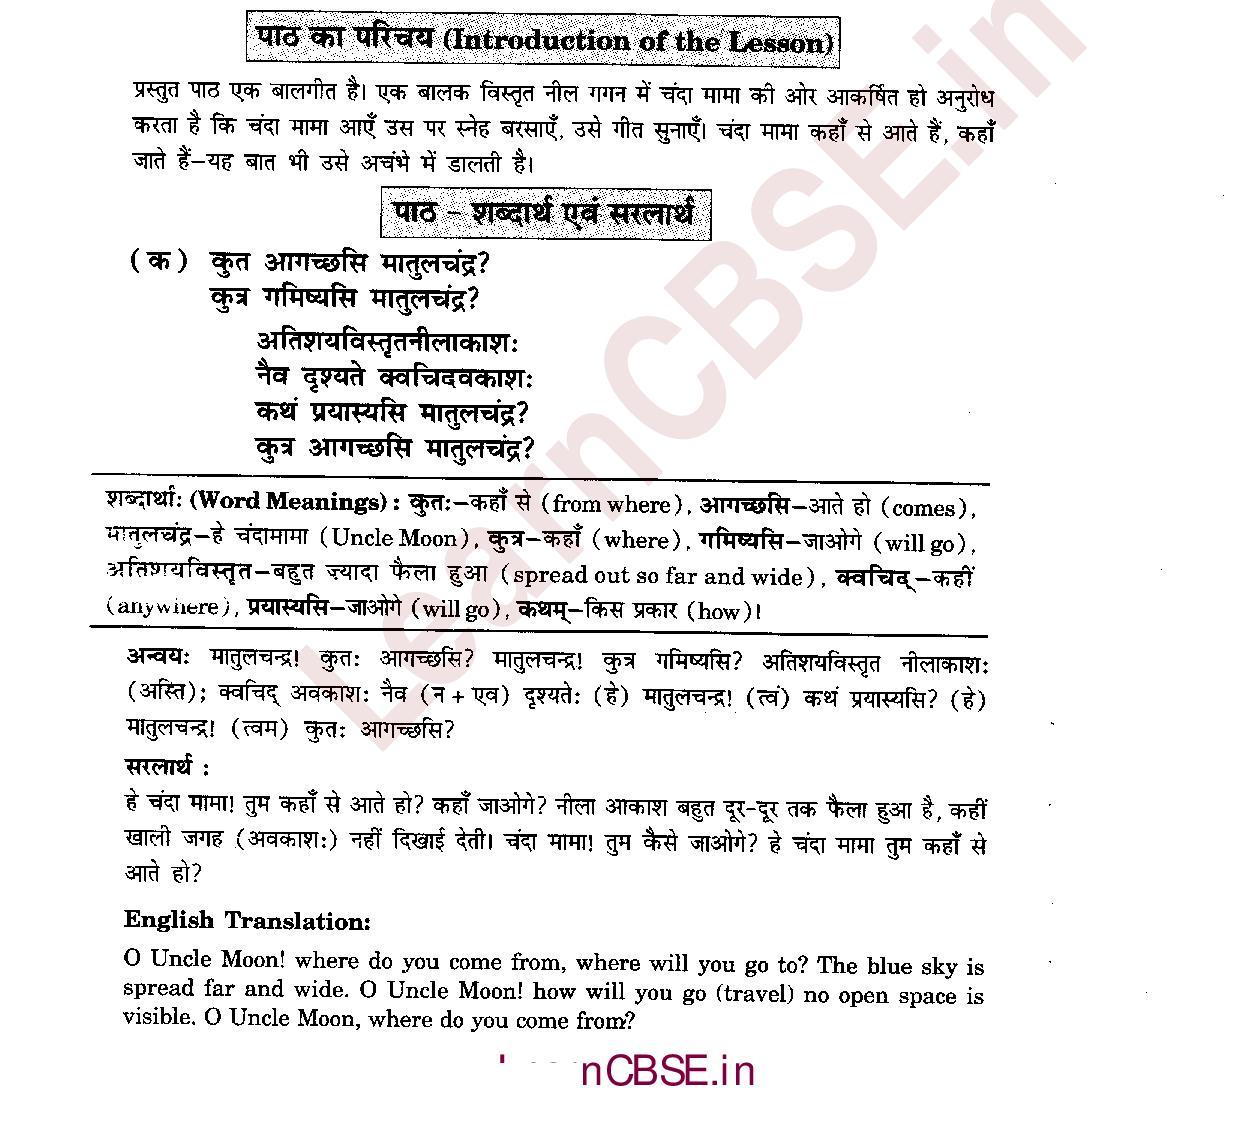 पाठ का परिचय (Introduction of the Lesson)
प्रस्तुत पाठ एक बालगीत है। एक बालक विस्तृत नील गगन में चंदा मामा की ओर आकर्षित हो अनुरोध
करता है कि चंदा मामा आएँ उस पर स्नेह बरसाएँ, उसे गीत सुनाएँ। चंदा मामा कहाँ से आते हैं, कहाँ
जाते हैं–यह बात भी उसे अचंभे में डालती है।
पाठ - शब्दार्थ एवं सरलार्थ
(क) कुत आगच्छसि मातुलचंद्र?
कुत्र गमिष्यसि मातुलचंद्र?
अतिशयविस्तृतनीलाकाशः
नैव दृश्यते क्वचिदवकाशः
कथं प्रयास्यसि मातुलचंद्र?
कुत्र आगच्छसि मातुलचंद्र?
शब्दार्थाः (Word Meanings) : कुतः–कहाँ से (from where), आगच्छसि–आते हो (comes),
मातुलचंद्र–हे चंदामामा (Uncle Moon), कुत्र–कहाँ (where), गमिष्यसि–जाओगे (will go),
अतिशयविस्तृत–बहुत ज्यादा फैला हुआ (spread out so far and wide), क्वचिद्–कहीं
(anywhere), प्रयास्यसि–जाओगे (will go), कथम्–किस प्रकार (how)।
अन्वयः मातुलचन्द्र! कुतः आगच्छसि? मातुलचन्द्र! कुत्र गमिष्यसि? अतिशयविस्तृत नीलाकाशः
(अस्ति); क्वचिद् अवकाशः नैव (न + एव) दृश्यतेः (हे) मातुलचन्द्र! (त्वं) कथं प्रयास्यसि? (हे)
मातुलचन्द्र! (त्वम) कुतः आगच्छसि?
सरलार्थ :
हे चंदा मामा! तुम कहाँ से आते हो? कहाँ जाओगे? नीला आकाश बहुत दूर-दूर तक फैला हुआ है, कहीं
खाली जगह (अवकाशः) नहीं दिखाई देती। चंदा मामा! तुम कैसे जाओगे? हे चंदा मामा तुम कहाँ से
आते हो?
English Translation:
O Uncle Moon! where do you come from, where will you go to? The blue sky is
spread far and wide. O Uncle Moon! how will you go (travel) no open space is
visible. O Uncle Moon, where do you come from?
LearnCBSE.in
nCBSE.in